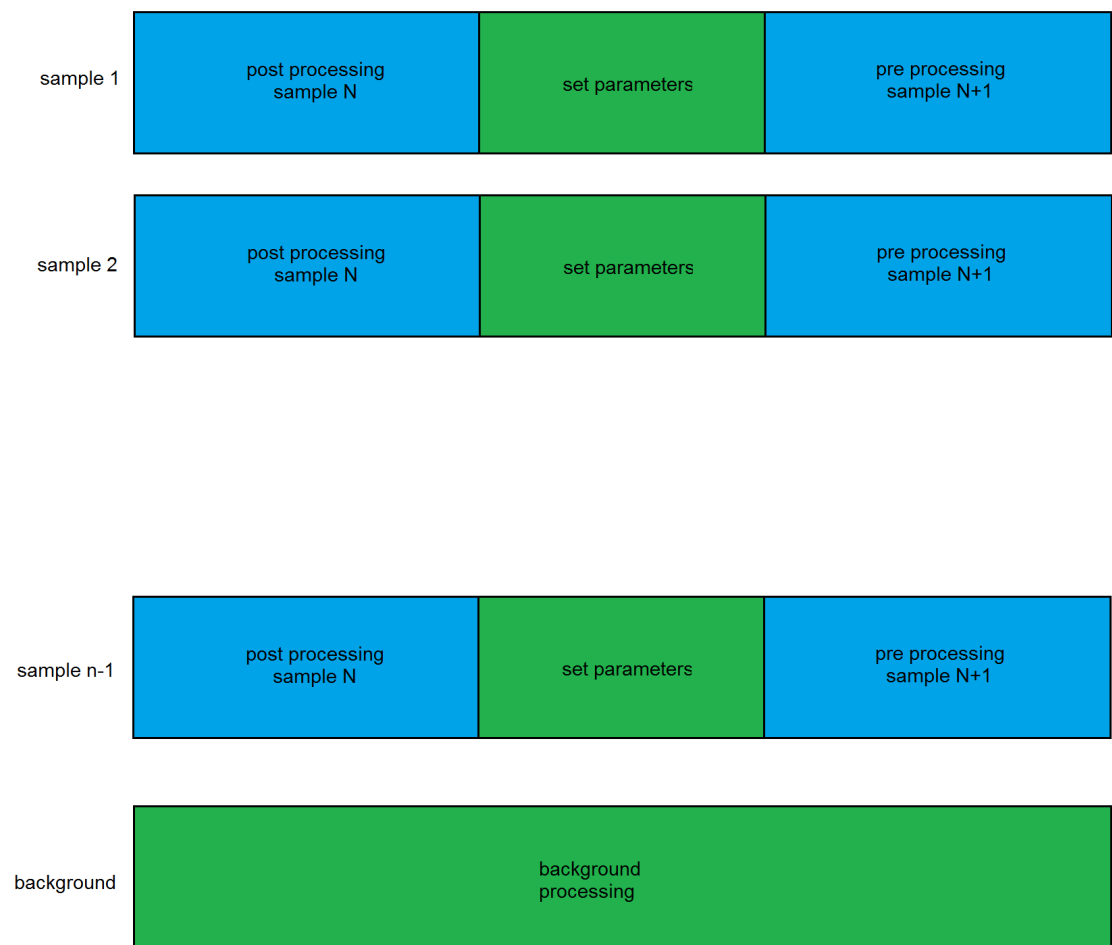 sample 1
post processing
sample N
set parameters
pre processing
sample N+1
sample 2
post processing
sample N
set parameters
pre processing
sample N+1
sample n-1
post processing
sample N
set parameters
pre processing
sample N+1
background
background
processing